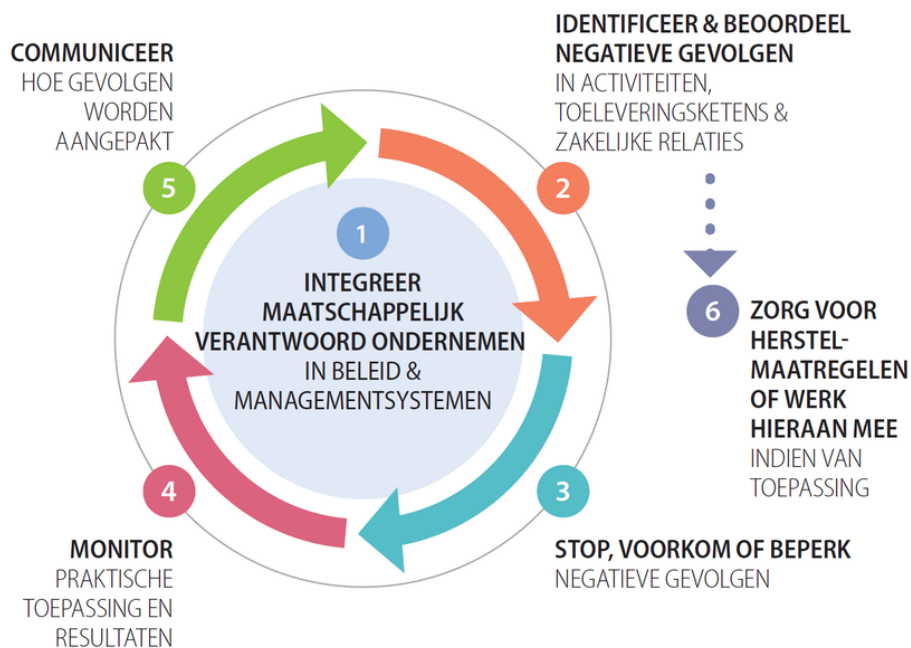 1
INTEGREER
MAATSCHAPPELIJK
VERANTWOORD ONDERNEMEN
IN BELEID &
MANAGEMENTSYSTEMEN
2
IDENTIFICEER & BEOORDEEL
NEGATIEVE GEVOLGEN
IN ACTIVITEITEN,
TOELEVERINGSKETENS &
ZAKELIJKE RELATIES
3
STOP, VOORKOM OF BEPERK
NEGATIEVE GEVOLGEN
4
MONITOR
PRAKTISCHE
TOEPASSING EN
RESULTATEN
5
COMMUNICEER
HOE GEVOLGEN
WORDEN
AANGEPAKT
6
ZORG VOOR
HERSTEL-
MAATREGELEN
OF WERK
HIERAAN MEE
INDIEN VAN
TOEPASSING